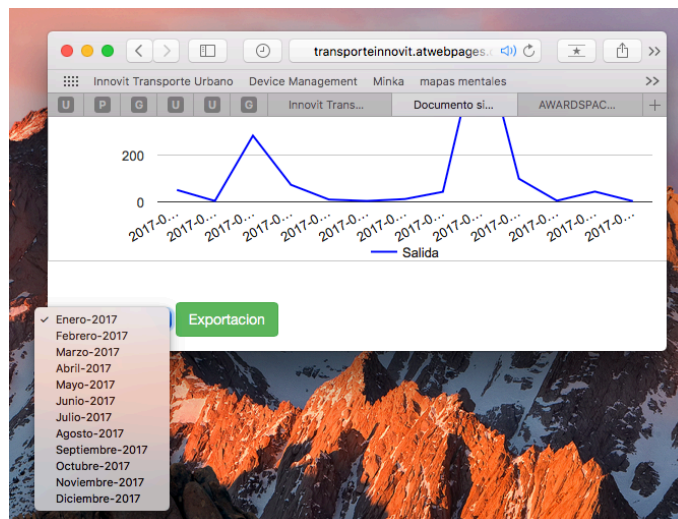 transporteinnovit.atwebpages.
Innovit Transporte Urbano Device Management Minka mapas mentales
U P G U U G Innovit Trans... Documento si... AWARDSPAC...
200
0
2017-0... 2017-0... 2017-0... 2017-0... 2017-0... 2017-0... 2017-0... 2017-0... 2017-0... 2017-0... 2017-0... 2017-0... 2017-0...
Salida
Exportacion
Enero-2017
Febrero-2017
Marzo-2017
Abril-2017
Mayo-2017
Junio-2017
Julio-2017
Agosto-2017
Septiembre-2017
Octubre-2017
Noviembre-2017
Diciembre-2017